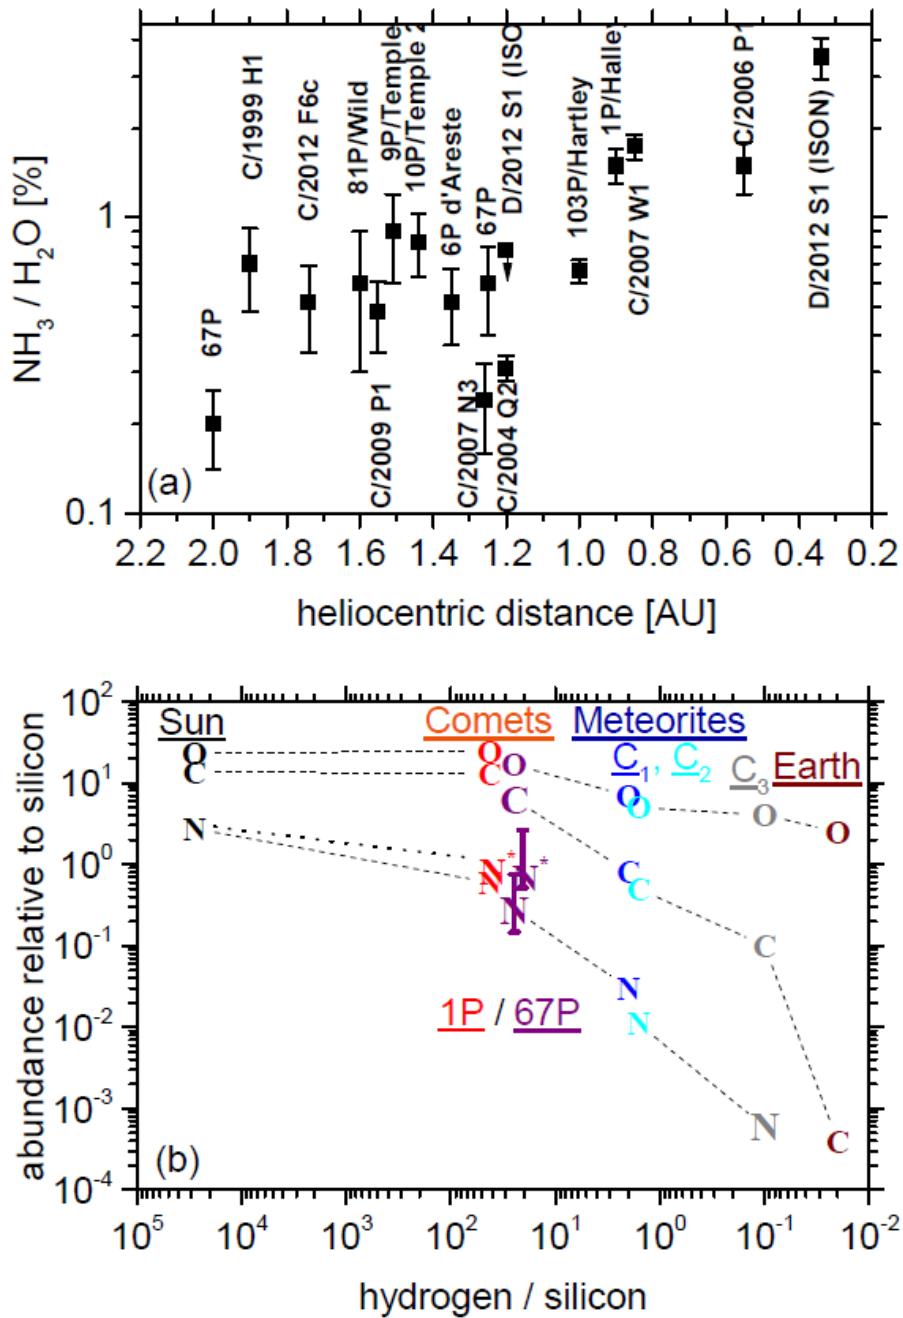 NH3 / H2O [%]
1
0.1
67P
C/1999 H1
C/2012 F6c
81P/Wild
C/2009 P1
9P/Temple
10P/Temple 2
6P d'Areste
C/2007 N3
67P
D/2012 S1 (ISO
C/2004 Q2
103P/Hartley
1P/Halle
C/2007 W1
C/2006 P1
D/2012 S1 (ISON)
(a)
2.2 2.0 1.8 1.6 1.4 1.2 1.0 0.8 0.6 0.4 0.2
heliocentric distance [AU]
abundance relative to silicon
10^2
10^1
10^0
10^-1
10^-2
10^-3
10^-4
Sun Comets Meteorites
C1, C2 C3 Earth
O O O O O O O
C C C C C C C
N N* N N* N N N N
1P / 67P
(b)
10^5 10^4 10^3 10^2 10^1 10^0 10^-1 10^-2
hydrogen / silicon